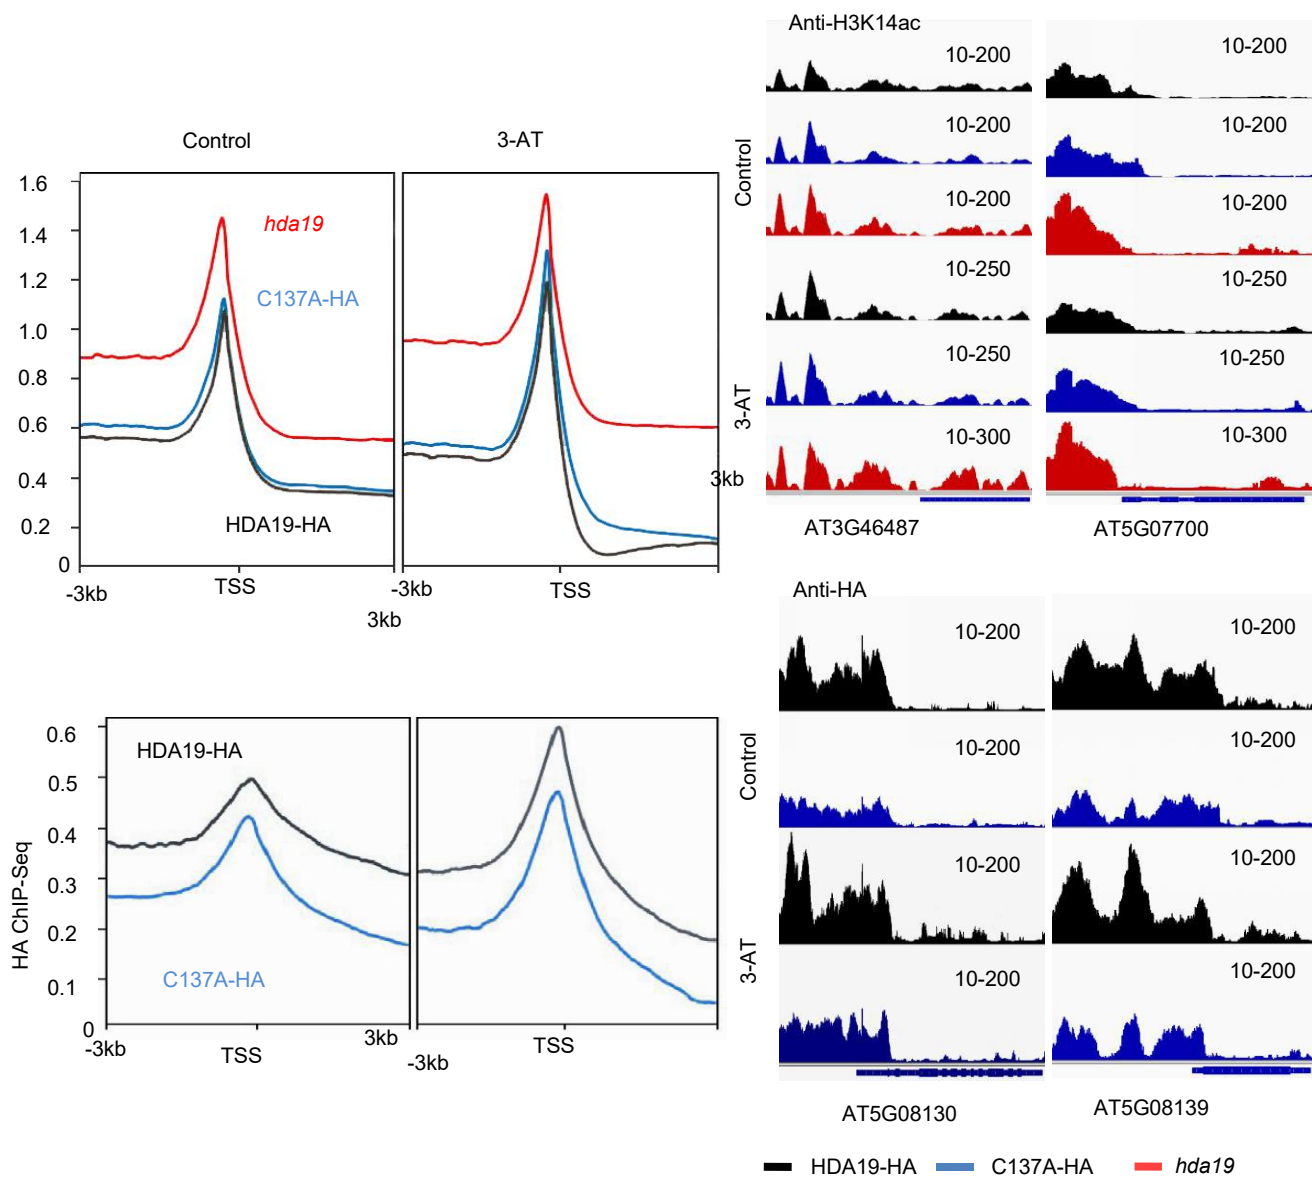 Control
3-AT
1.6
1.4
1.2
1.0
0.8
0.6
0.4
0.2
0
hda19
C137A-HA
HDA19-HA
-3kb
TSS
3kb
-3kb
TSS
3kb
Anti-H3K14ac
Control
3-AT
10-200
10-200
10-200
10-200
10-200
10-200
10-250
10-250
10-250
10-250
10-300
10-300
AT3G46487
AT5G07700
HA ChIP-Seq
0.6
0.5
0.4
0.3
0.2
0.1
0
HDA19-HA
C137A-HA
-3kb
TSS
3kb
-3kb
TSS
Anti-HA
Control
3-AT
10-200
10-200
10-200
10-200
10-200
10-200
10-200
10-200
AT5G08130
AT5G08139
HDA19-HA
C137A-HA
hda19